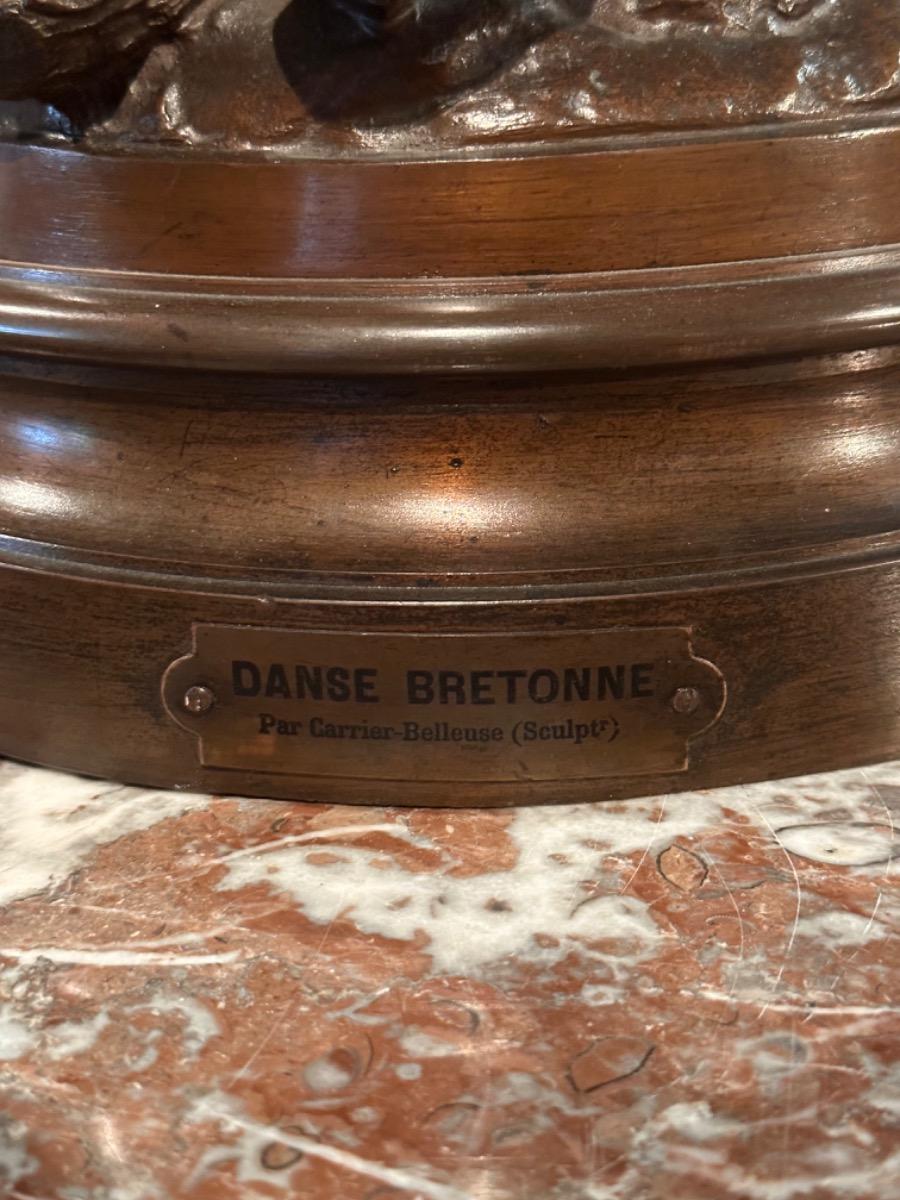 DANSE BRETONNE
Par Carrier-Belleuse (Sculptʳ)